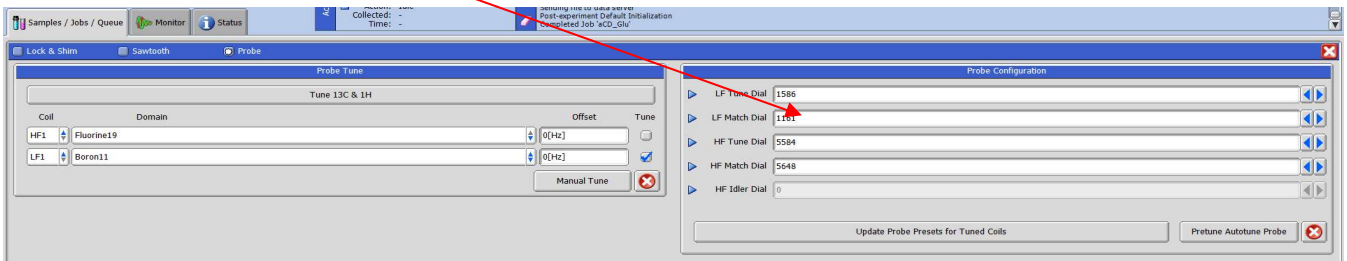 Samples / Jobs / Queue Monitor Status
Collected: -
Time: -
Sending file to data server
Post-experiment Default Initialization
Completed Job 'aCD_Glu'
Lock & Shim Sawtooth Probe
Probe Tune
Tune 13C & 1H
Coil Domain Offset Tune
HF1 Fluorine19 0[Hz]
LF1 Boron11 0[Hz]
Manual Tune
Probe Configuration
LF Tune Dial 1586
LF Match Dial 1161
HF Tune Dial 5584
HF Match Dial 5648
HF Idler Dial 0
Update Probe Presets for Tuned Coils Pretune Autotune Probe